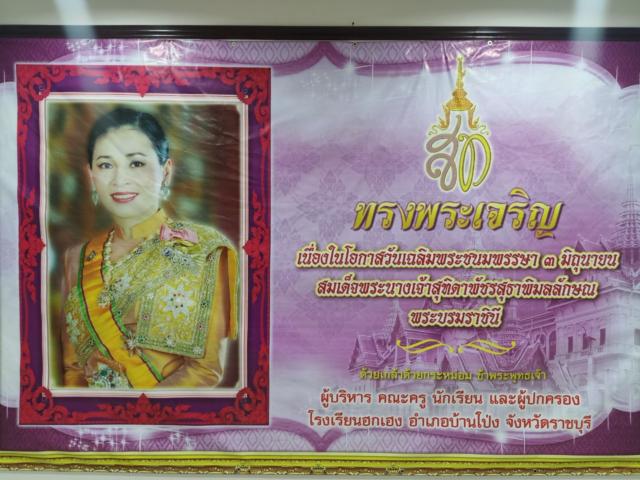 สท
ทรงพระเจริญ
เนื่องในโอกาสวันเฉลิมพระชนมพรรษา ๓ มิถุนายน
สมเด็จพระนางเจ้าสุทิดาพัชรสุธาพิมลลักษณ
พระบรมราชินี
ด้วยเกล้าด้วยกระหม่อม ข้าพระพุทธเจ้า
ผู้บริหาร คณะครู นักเรียน และผู้ปกครอง
โรงเรียนฮกเฮง อำเภอบ้านโป่ง จังหวัดราชบุรี